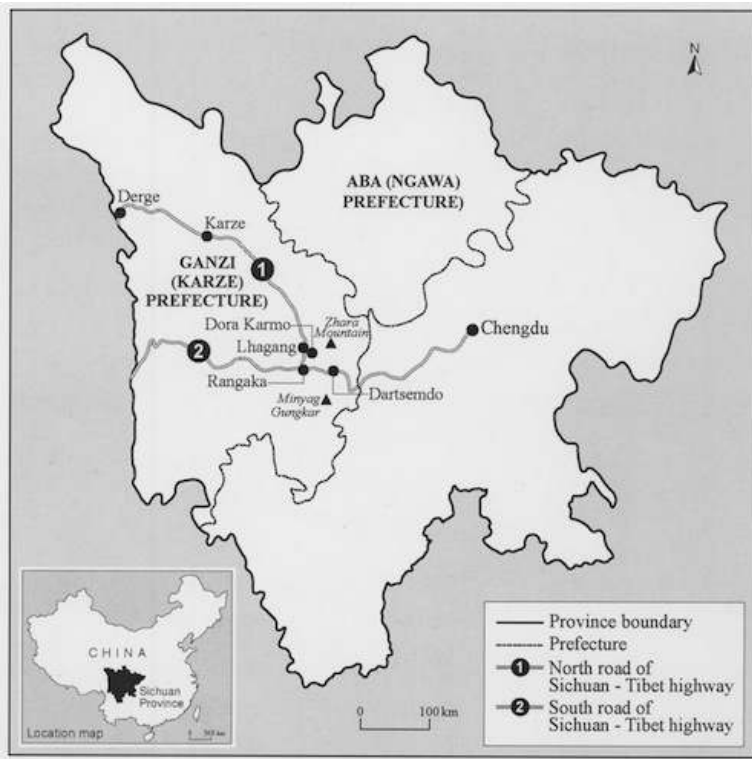 N
ABA (NGAWA)
PREFECTURE)
Derge
Karze
GANZI
(KARZE)
PREFECTURE)
1
Zhara
Mountain
Dora Karmo
Chengdu
Lhagang
2
Rangaka
Dartsemdo
Minyag
Gungkar
CHINA
Sichuan
Province
Location map
0
0 100 km
Province boundary
Prefecture
1 North road of
Sichuan - Tibet highway
2 South road of
Sichuan - Tibet highway